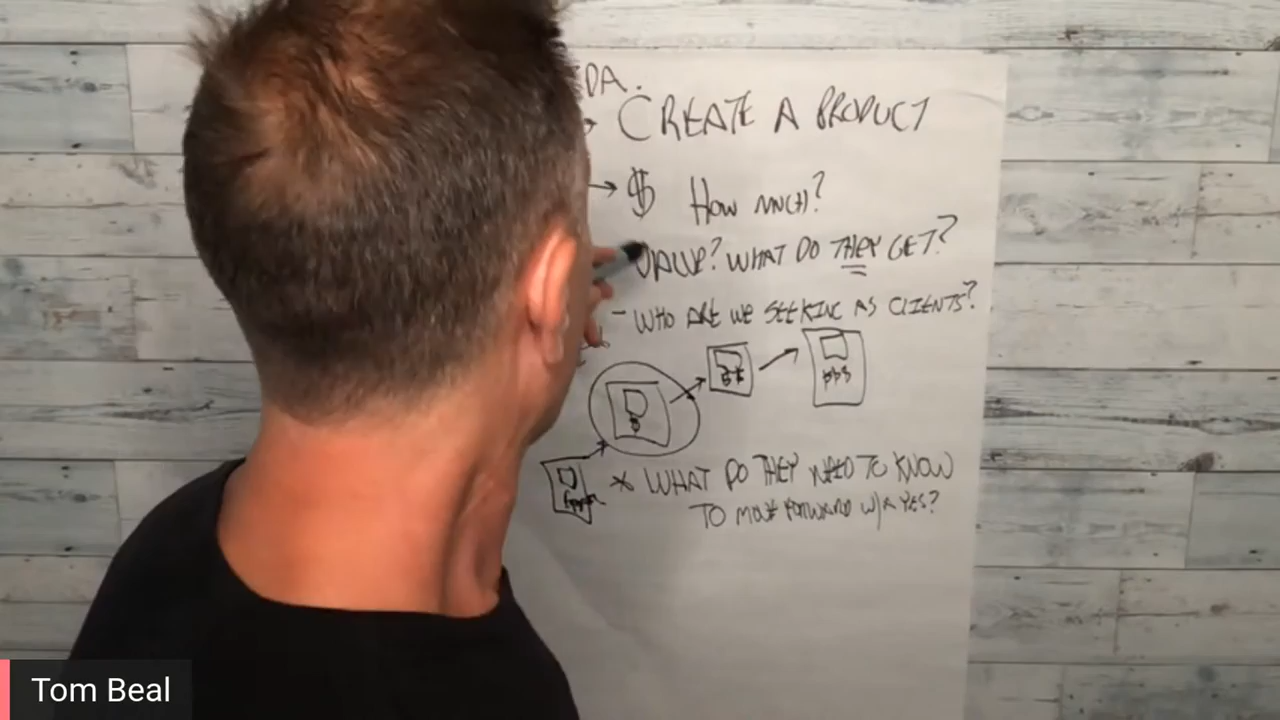 DA.
→ CREATE A PRODUCT
→ $ HOW MUCH?
VALUE? WHAT DO THEY GET?
- WHO ARE WE SEEKING AS CLIENTS?
* WHAT DO THEY NEED TO KNOW
TO MOVE FORWARD W/A YES?
Tom Beal